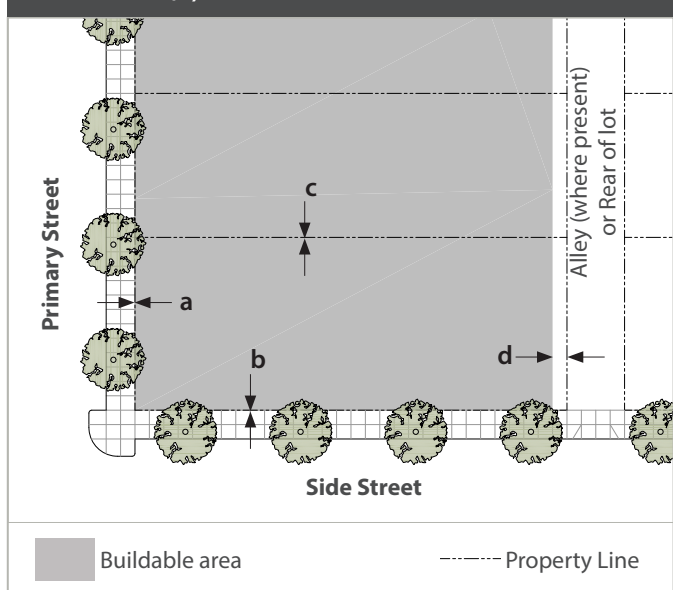 c
Primary Street
Alley (where present)
or Rear of lot
a
b
d
Side Street
Buildable area
Property Line